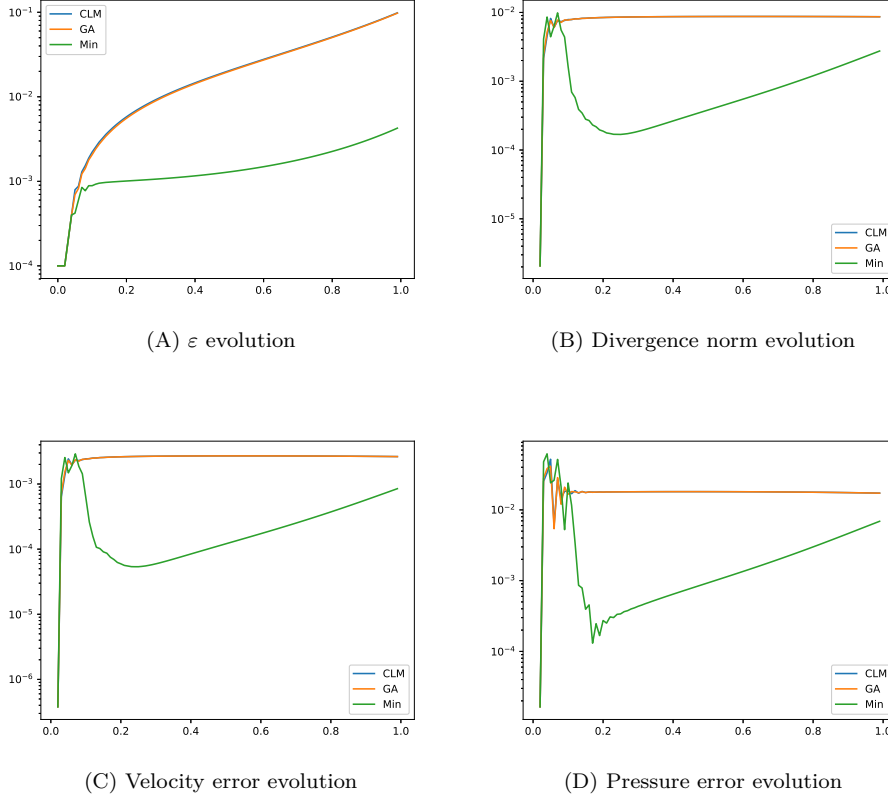 10⁻¹
10⁻²
10⁻³
10⁻⁴
0.0 0.2 0.4 0.6 0.8 1.0
CLM
GA
Min
(A) ε evolution
10⁻²
10⁻³
10⁻⁴
10⁻⁵
0.0 0.2 0.4 0.6 0.8 1.0
CLM
GA
Min
(B) Divergence norm evolution
10⁻³
10⁻⁴
10⁻⁵
10⁻⁶
0.0 0.2 0.4 0.6 0.8 1.0
CLM
GA
Min
(C) Velocity error evolution
10⁻²
10⁻³
10⁻⁴
0.0 0.2 0.4 0.6 0.8 1.0
CLM
GA
Min
(D) Pressure error evolution